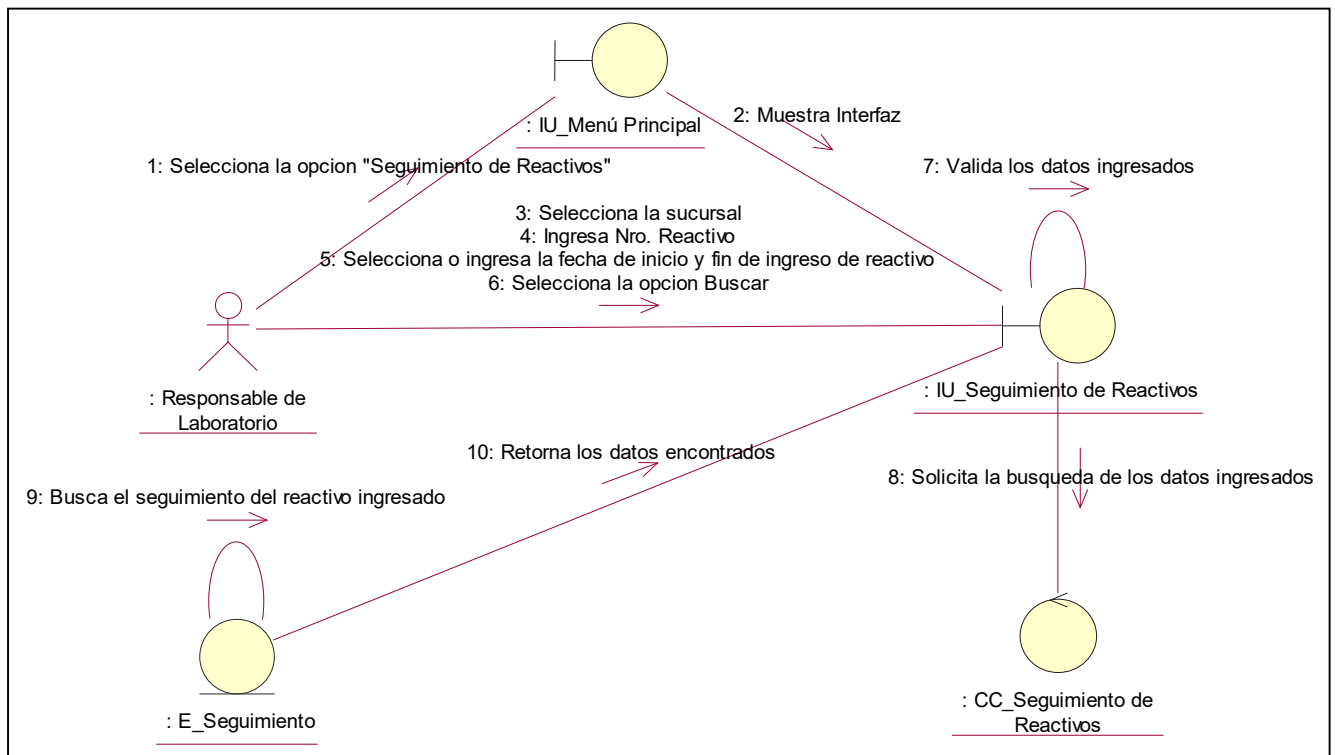 : IU_Menú Principal
2: Muestra Interfaz
1: Selecciona la opcion "Seguimiento de Reactivos"
7: Valida los datos ingresados
3: Selecciona la sucursal
4: Ingresa Nro. Reactivo
5: Selecciona o ingresa la fecha de inicio y fin de ingreso de reactivo
6: Selecciona la opcion Buscar
: Responsable de
Laboratorio
: IU_Seguimiento de Reactivos
10: Retorna los datos encontrados
8: Solicita la busqueda de los datos ingresados
9: Busca el seguimiento del reactivo ingresado
: E_Seguimiento
: CC_Seguimiento de
Reactivos